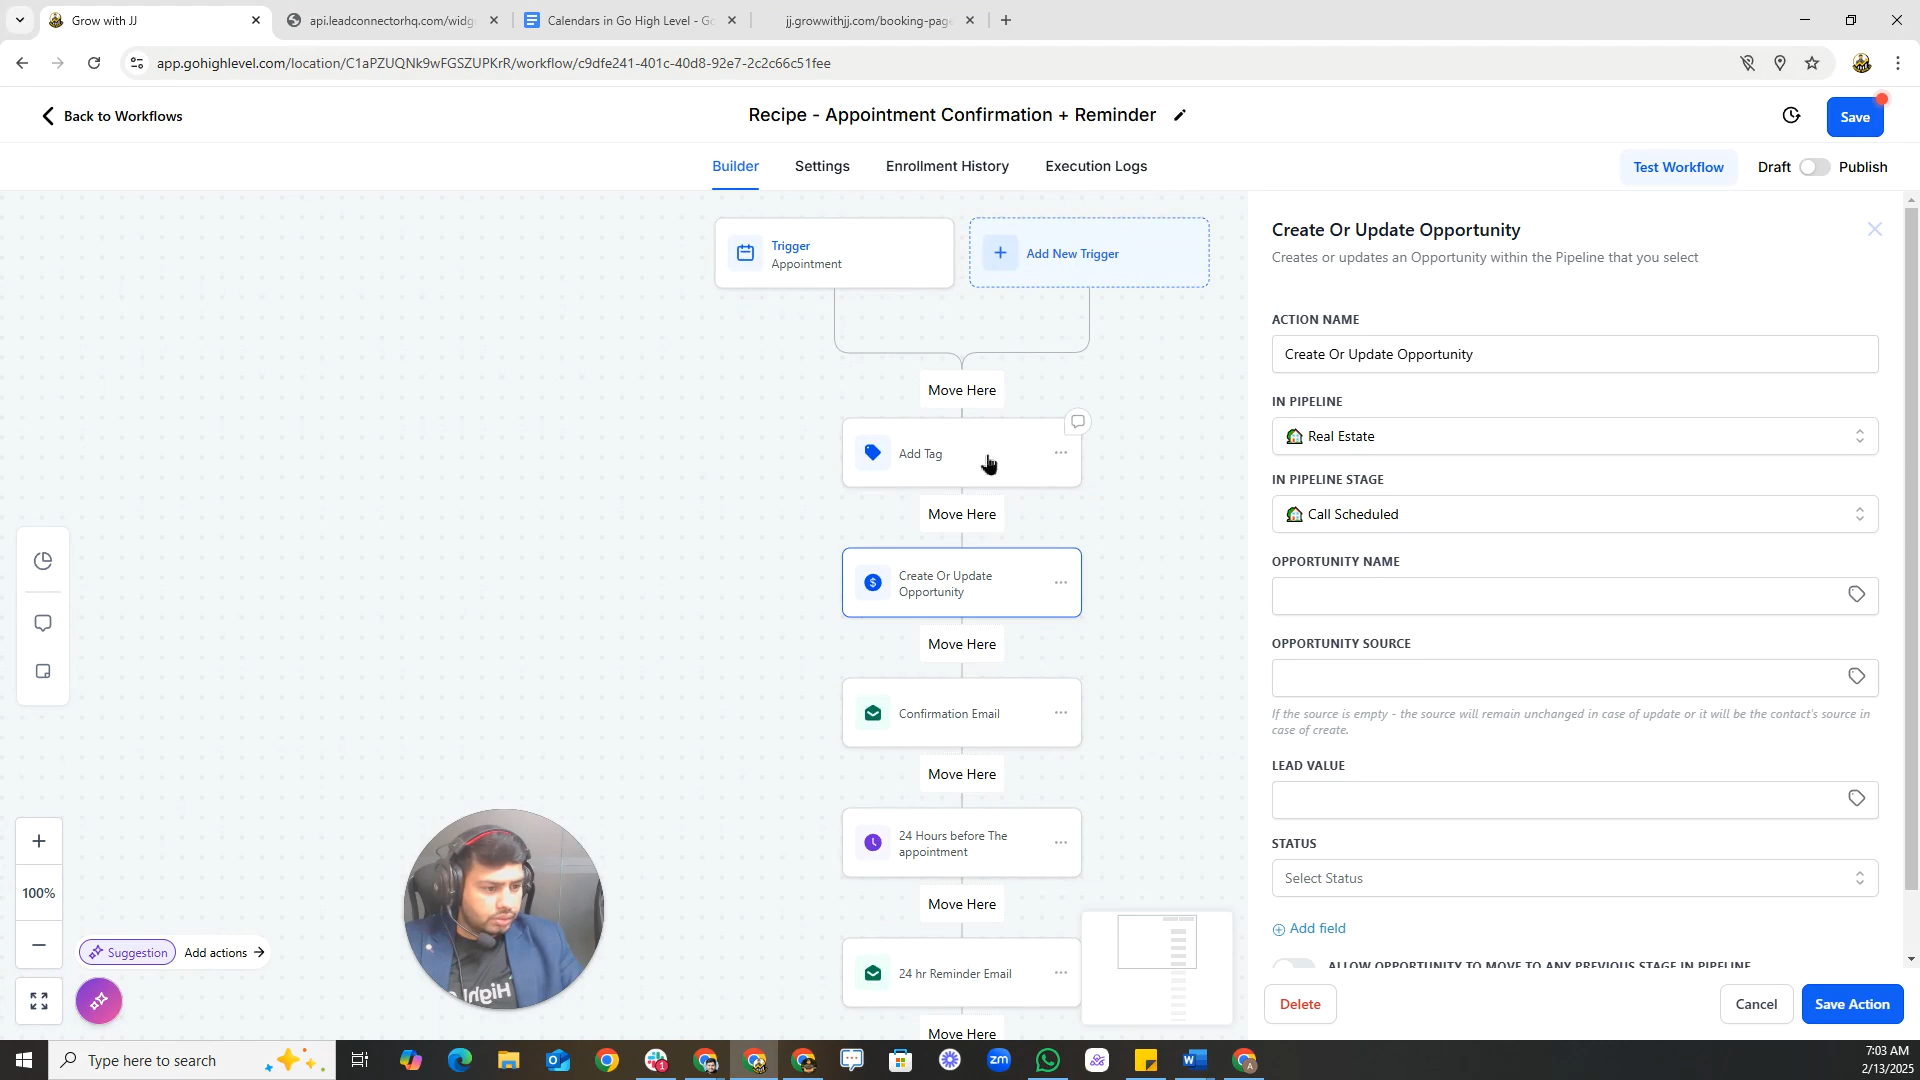 Grow with JJ
api.leadconnectorhq.com/widg
Calendars in Go High Level - Go
jj.growwithjj.com/booking-page
app.gohighlevel.com/location/C1aPZUQNk9wFGSZUPKrR/workflow/c9dfe241-401c-40d8-92e7-2c2c66c51fee
Back to Workflows
Recipe - Appointment Confirmation + Reminder
Save
Builder
Settings
Enrollment History
Execution Logs
Test Workflow
Draft
Publish
Trigger
Appointment
Add New Trigger
Move Here
Add Tag
Move Here
Create Or Update
Opportunity
Move Here
Confirmation Email
Move Here
24 Hours before The
appointment
Move Here
24 hr Reminder Email
Move Here
Create Or Update Opportunity
Creates or updates an Opportunity within the Pipeline that you select
ACTION NAME
Create Or Update Opportunity
IN PIPELINE
Real Estate
IN PIPELINE STAGE
Call Scheduled
OPPORTUNITY NAME
OPPORTUNITY SOURCE
If the source is empty - the source will remain unchanged in case of update or it will be the contact's source in
case of create.
LEAD VALUE
STATUS
Select Status
Add field
ALLOW OPPORTUNITY TO MOVE TO ANY PREVIOUS STAGE IN PIPELINE
Delete
Cancel
Save Action
100%
Suggestion
Add actions
Type here to search
zm
7:03 AM
2/13/2025